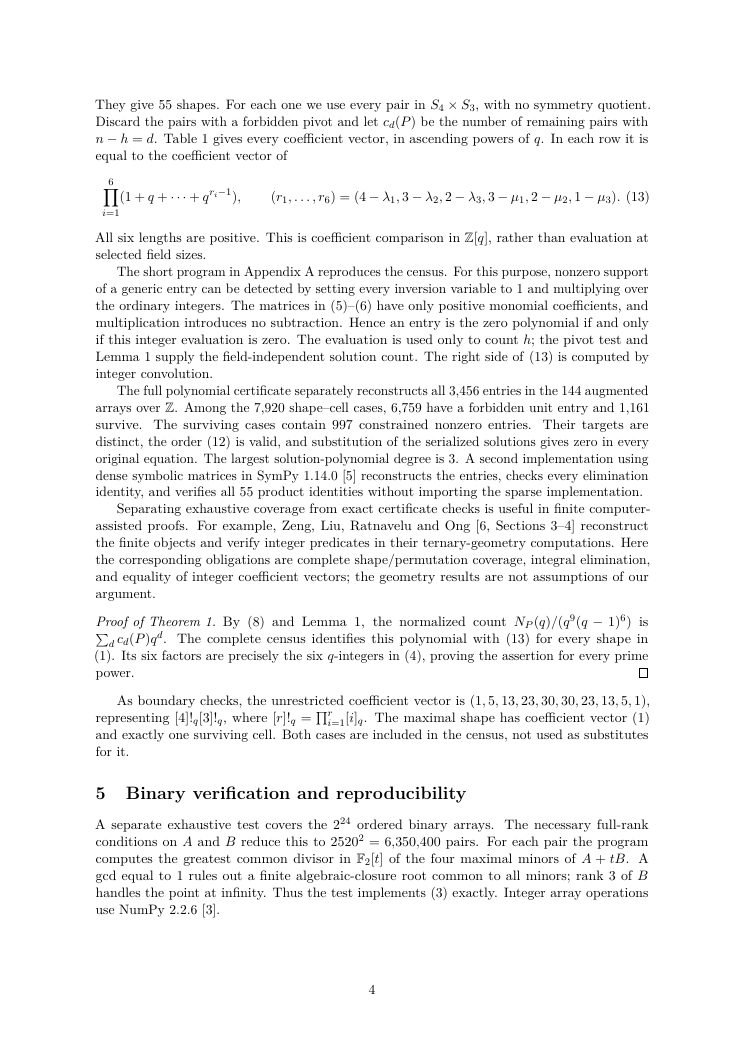 They give 55 shapes. For each one we use every pair in S₄ × S₃, with no symmetry quotient.
Discard the pairs with a forbidden pivot and let c_d(P) be the number of remaining pairs with
n − h = d. Table 1 gives every coefficient vector, in ascending powers of q. In each row it is
equal to the coefficient vector of
∏_{i=1}^{6} (1 + q + · · · + q^{r_i−1}),  (r₁, . . . , r₆) = (4 − λ₁, 3 − λ₂, 2 − λ₃, 3 − μ₁, 2 − μ₂, 1 − μ₃). (13)
All six lengths are positive. This is coefficient comparison in ℤ[q], rather than evaluation at
selected field sizes.
The short program in Appendix A reproduces the census. For this purpose, nonzero support
of a generic entry can be detected by setting every inversion variable to 1 and multiplying over
the ordinary integers. The matrices in (5)–(6) have only positive monomial coefficients, and
multiplication introduces no subtraction. Hence an entry is the zero polynomial if and only
if this integer evaluation is zero. The evaluation is used only to count h; the pivot test and
Lemma 1 supply the field-independent solution count. The right side of (13) is computed by
integer convolution.
The full polynomial certificate separately reconstructs all 3,456 entries in the 144 augmented
arrays over ℤ. Among the 7,920 shape–cell cases, 6,759 have a forbidden unit entry and 1,161
survive. The surviving cases contain 997 constrained nonzero entries. Their targets are
distinct, the order (12) is valid, and substitution of the serialized solutions gives zero in every
original equation. The largest solution-polynomial degree is 3. A second implementation using
dense symbolic matrices in SymPy 1.14.0 [5] reconstructs the entries, checks every elimination
identity, and verifies all 55 product identities without importing the sparse implementation.
Separating exhaustive coverage from exact certificate checks is useful in finite computer-
assisted proofs. For example, Zeng, Liu, Ratnavelu and Ong [6, Sections 3–4] reconstruct
the finite objects and verify integer predicates in their ternary-geometry computations. Here
the corresponding obligations are complete shape/permutation coverage, integral elimination,
and equality of integer coefficient vectors; the geometry results are not assumptions of our
argument.
Proof of Theorem 1. By (8) and Lemma 1, the normalized count N_P(q)/(q⁹(q − 1)⁶) is
∑_d c_d(P)q^d. The complete census identifies this polynomial with (13) for every shape in
(1). Its six factors are precisely the six q-integers in (4), proving the assertion for every prime
power. □
As boundary checks, the unrestricted coefficient vector is (1, 5, 13, 23, 30, 30, 23, 13, 5, 1),
representing [4]!_q[3]!_q, where [r]!_q = ∏_{i=1}^{r}[i]_q. The maximal shape has coefficient vector (1)
and exactly one surviving cell. Both cases are included in the census, not used as substitutes
for it.
5 Binary verification and reproducibility
A separate exhaustive test covers the 2²⁴ ordered binary arrays. The necessary full-rank
conditions on A and B reduce this to 2520² = 6,350,400 pairs. For each pair the program
computes the greatest common divisor in 𝔽₂[t] of the four maximal minors of A + tB. A
gcd equal to 1 rules out a finite algebraic-closure root common to all minors; rank 3 of B
handles the point at infinity. Thus the test implements (3) exactly. Integer array operations
use NumPy 2.2.6 [3].
4